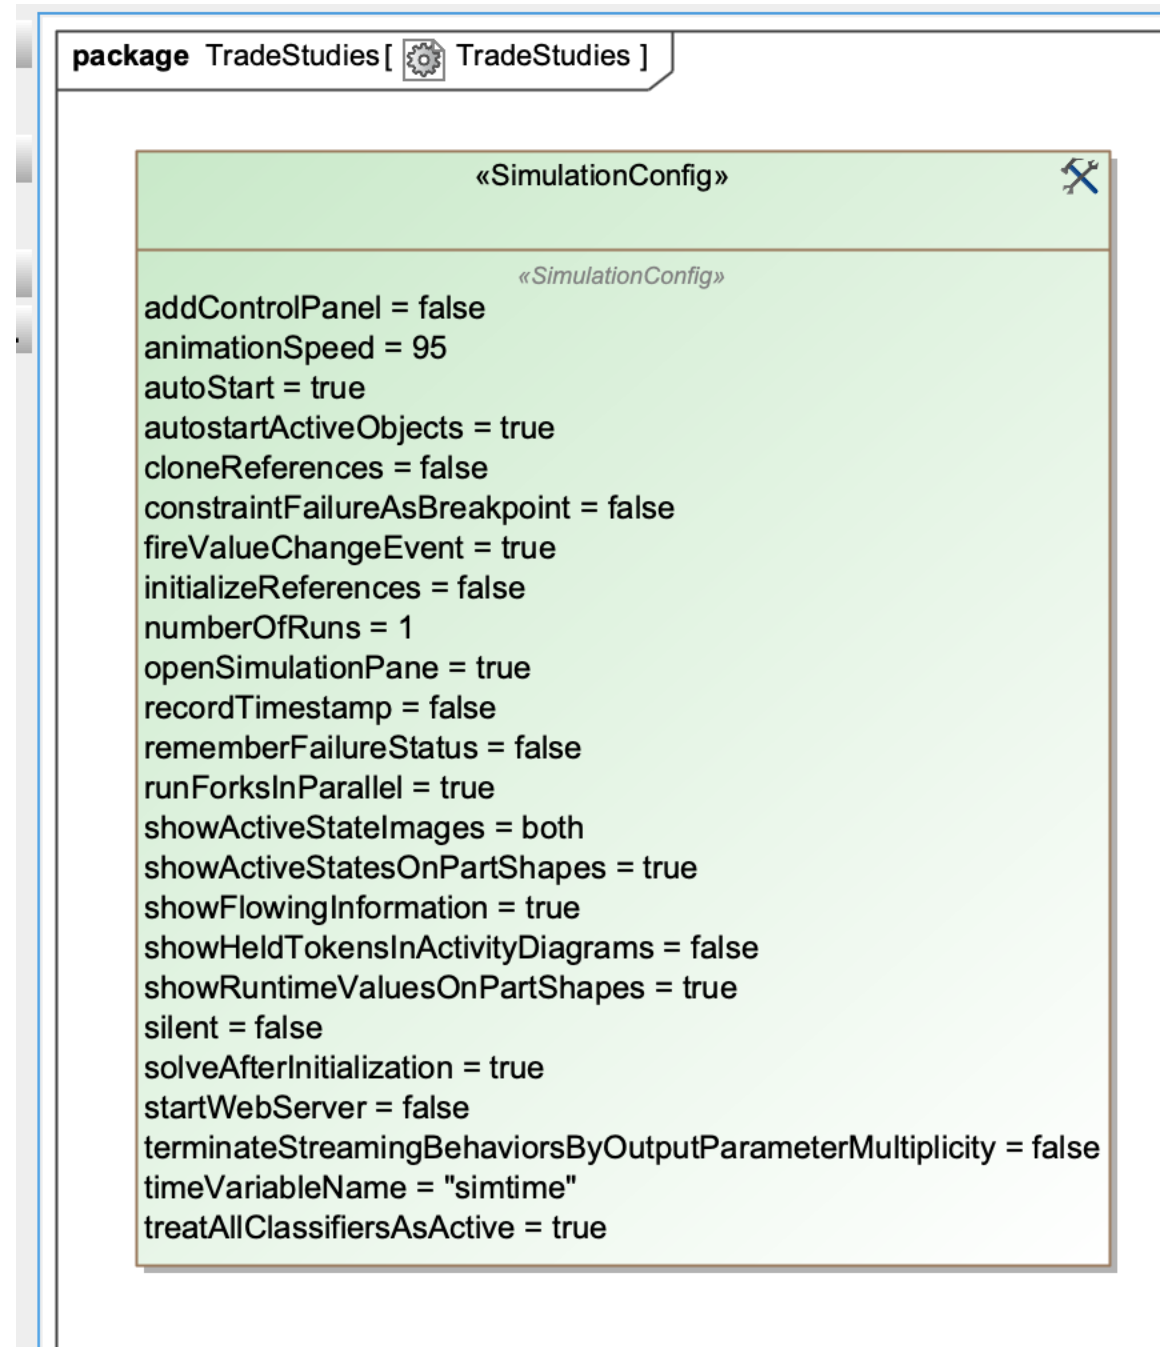 package TradeStudies[ TradeStudies ]
«SimulationConfig»
«SimulationConfig»
addControlPanel = false
animationSpeed = 95
autoStart = true
autostartActiveObjects = true
cloneReferences = false
constraintFailureAsBreakpoint = false
fireValueChangeEvent = true
initializeReferences = false
numberOfRuns = 1
openSimulationPane = true
recordTimestamp = false
rememberFailureStatus = false
runForksInParallel = true
showActiveStateImages = both
showActiveStatesOnPartShapes = true
showFlowingInformation = true
showHeldTokensInActivityDiagrams = false
showRuntimeValuesOnPartShapes = true
silent = false
solveAfterInitialization = true
startWebServer = false
terminateStreamingBehaviorsByOutputParameterMultiplicity = false
timeVariableName = "simtime"
treatAllClassifiersAsActive = true